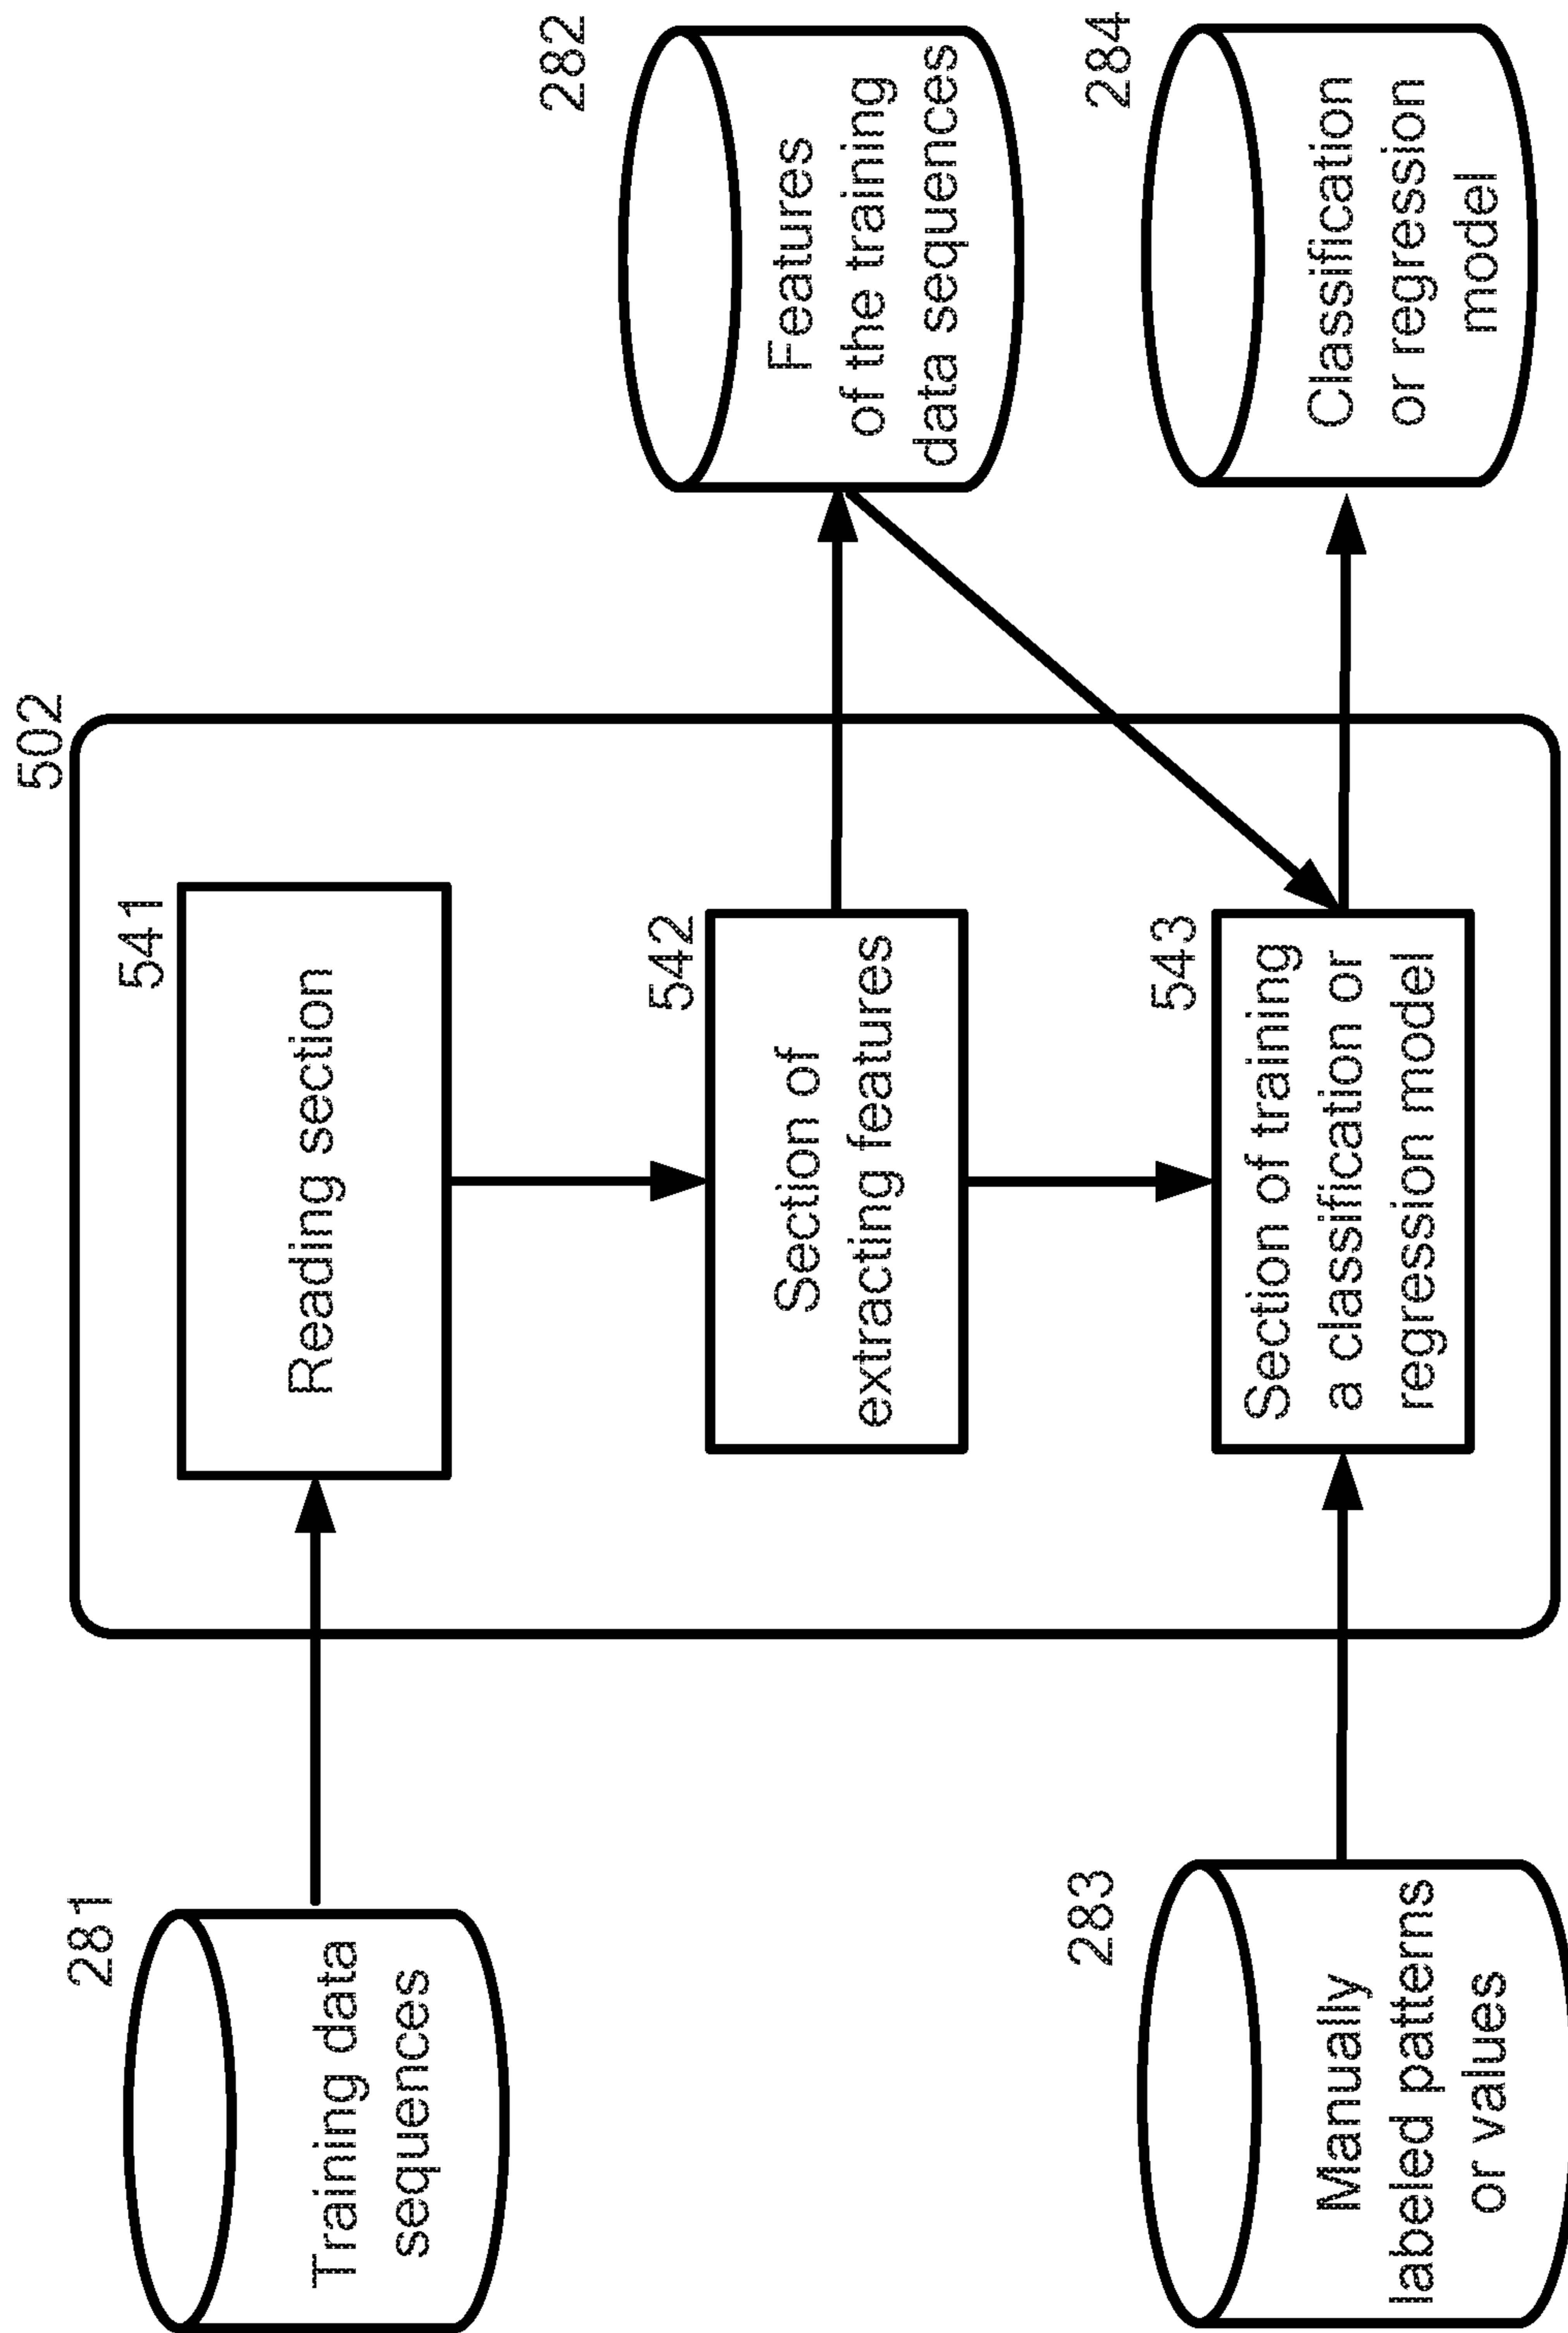 502
281
Training data
sequences
541
Reading section
282
Features
of the training
data sequences
542
Section of
extracting features
283
Manually
labeled patterns
or values
543
Section of training
a classification or
regression model
284
Classification
or regression
model